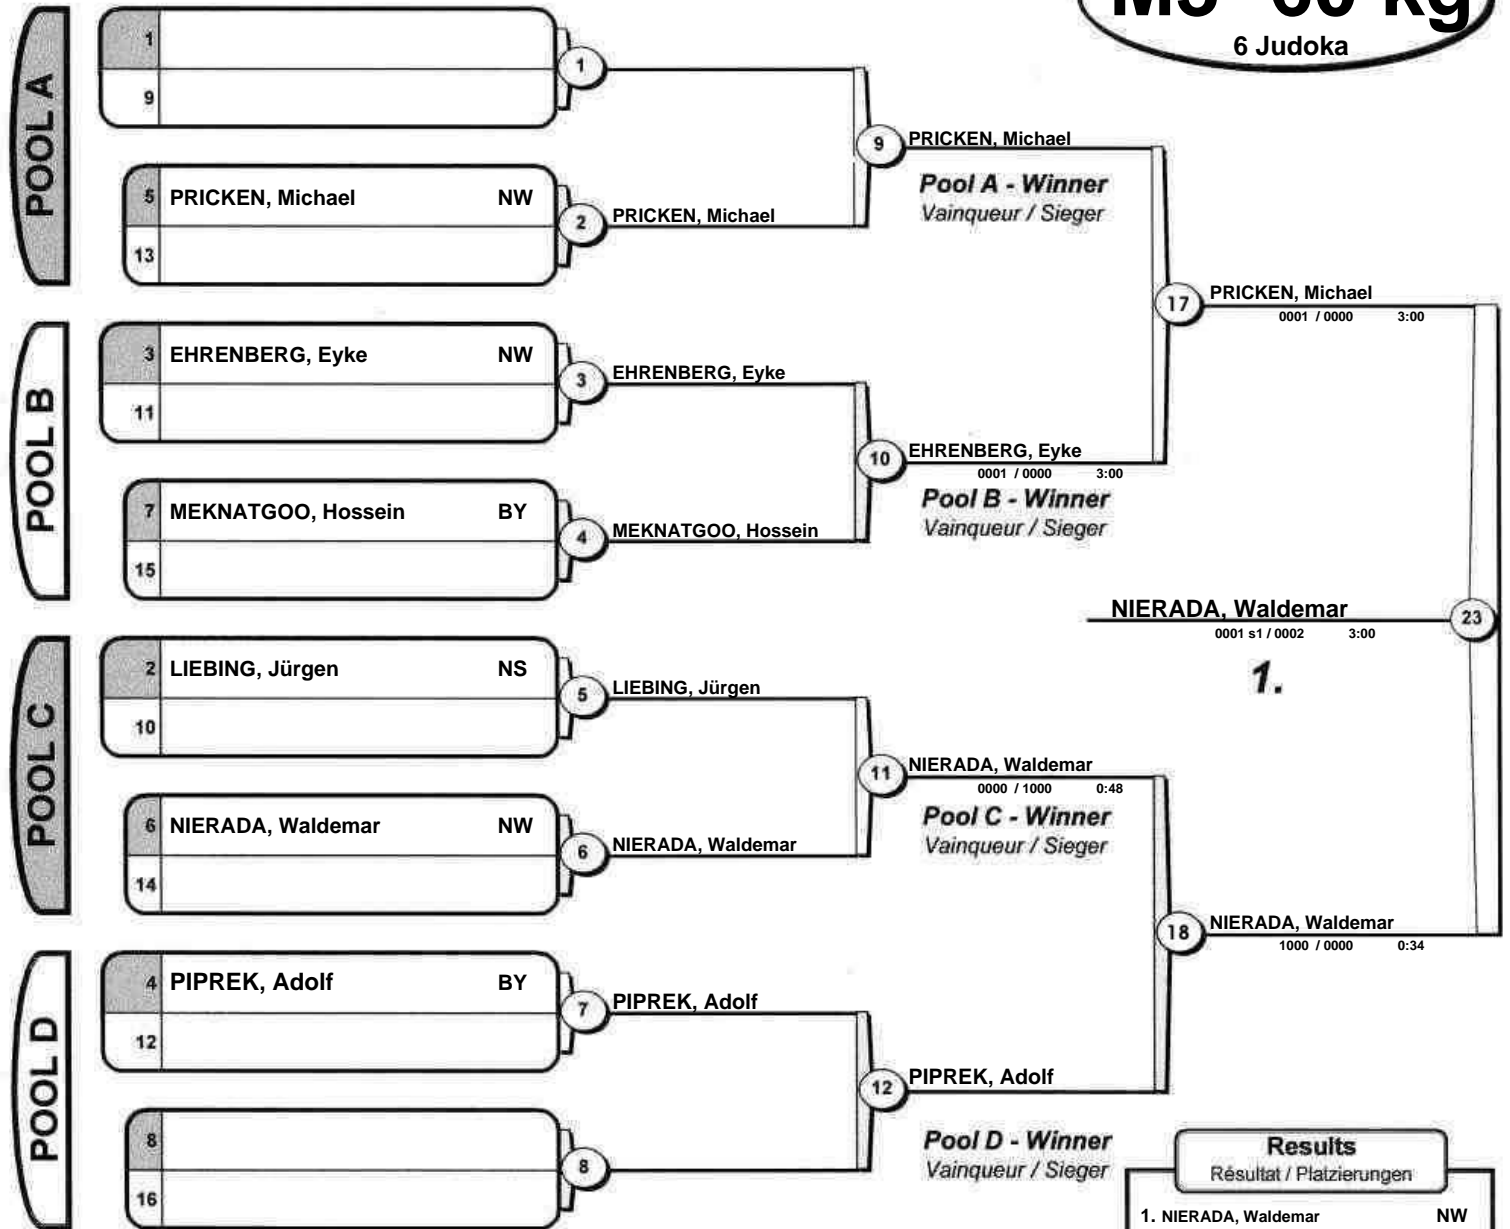 6 Judoka
POOL A
1
9
1
5 PRICKEN, Michael NW
13
2
PRICKEN, Michael
9
PRICKEN, Michael
Pool A - Winner
Vainqueur / Sieger
POOL B
3 EHRENBERG, Eyke NW
11
3
EHRENBERG, Eyke
7 MEKNATGOO, Hossein BY
15
4
MEKNATGOO, Hossein
10
EHRENBERG, Eyke
0001 / 0000 3:00
Pool B - Winner
Vainqueur / Sieger
17
PRICKEN, Michael
0001 / 0000 3:00
POOL C
2 LIEBING, Jürgen NS
10
5
LIEBING, Jürgen
6 NIERADA, Waldemar NW
14
6
NIERADA, Waldemar
11
NIERADA, Waldemar
0000 / 1000 0:48
Pool C - Winner
Vainqueur / Sieger
POOL D
4 PIPREK, Adolf BY
12
7
PIPREK, Adolf
8
16
8
12
PIPREK, Adolf
Pool D - Winner
Vainqueur / Sieger
18
NIERADA, Waldemar
1000 / 0000 0:34
NIERADA, Waldemar
0001 s1 / 0002 3:00
23
1.
Results
Résultat / Platzierungen
1. NIERADA, Waldemar NW